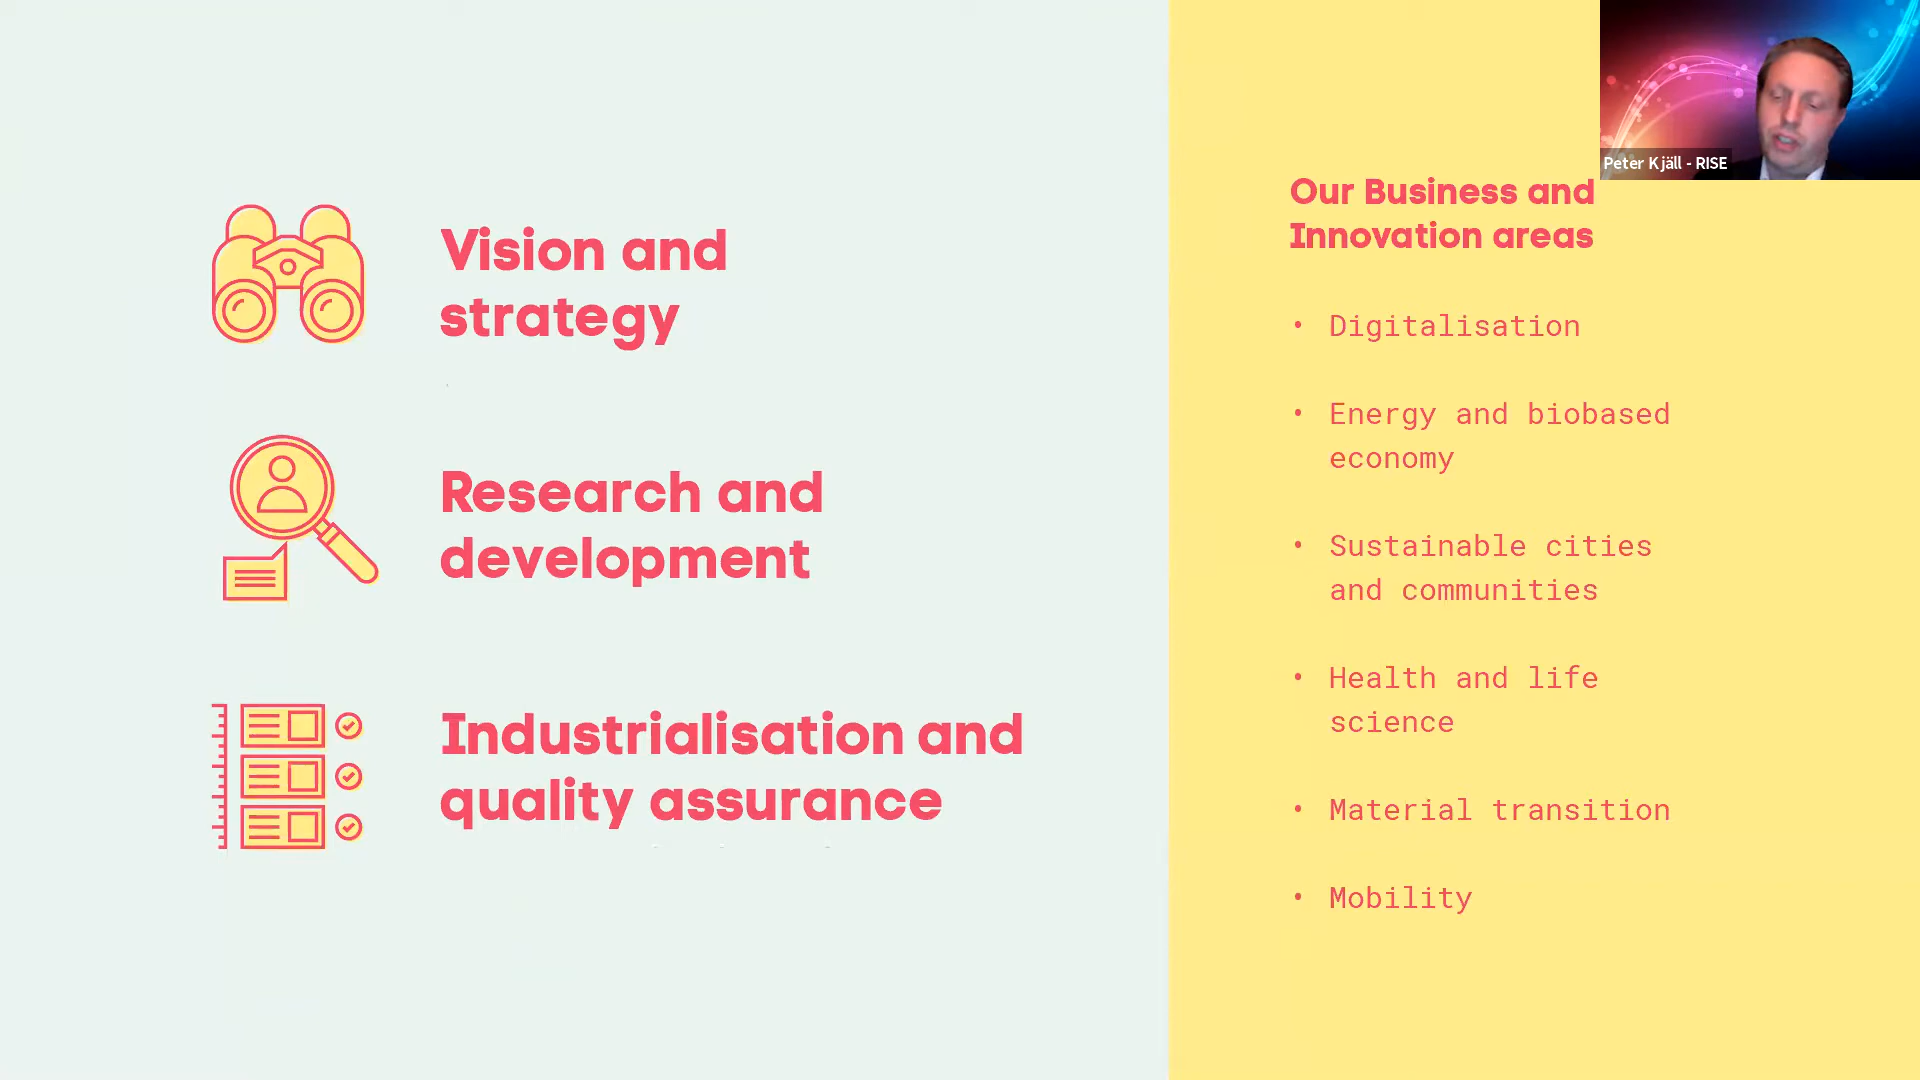 Vision and
strategy
Research and
development
Industrialisation and
quality assurance
Peter Kjäll - RISE
Our Business and
Innovation areas
• Digitalisation
• Energy and biobased
economy
• Sustainable cities
and communities
• Health and life
science
• Material transition
• Mobility